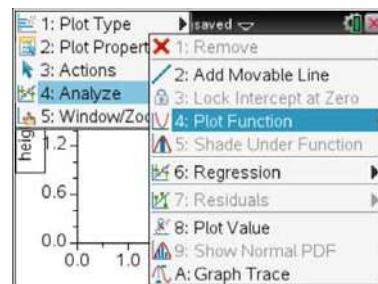 1: Plot Type
saved
2: Plot Propert
3: Actions
4: Analyze
5: Window/Zoo
1: Remove
2: Add Movable Line
3: Lock Intercept at Zero
4: Plot Function
5: Shade Under Function
6: Regression
7: Residuals
8: Plot Value
9: Show Normal PDF
A: Graph Trace
heig
1.2
0.6
0.0
0.0 1.0